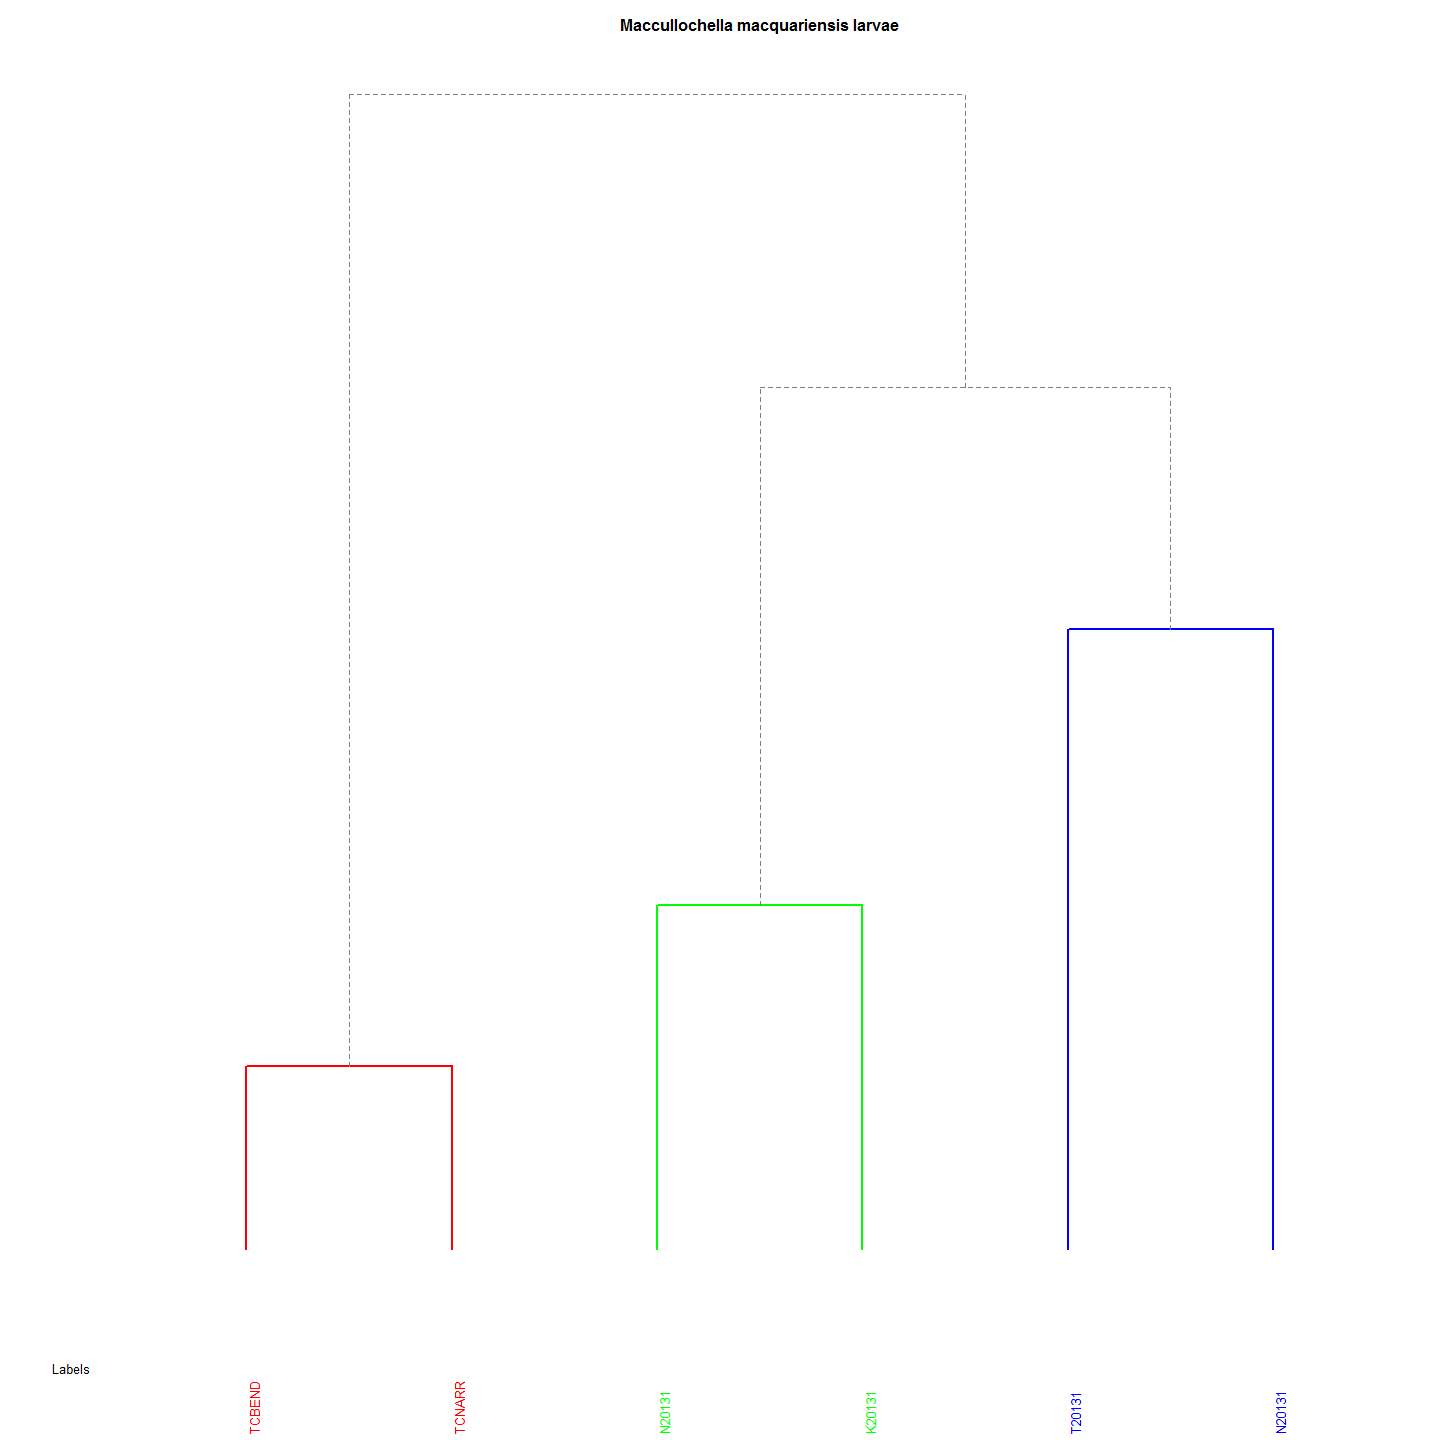 Maccullochella macquariensis larvae
Labels
TCBEND
TCNARR
N20131
K20131
T20131
N20131